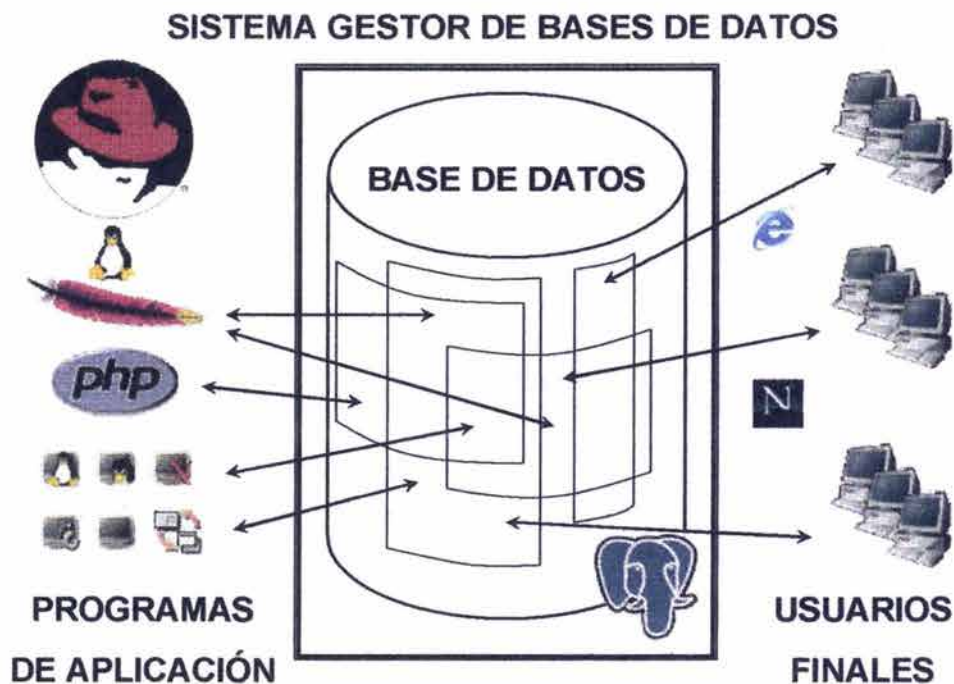 SISTEMA GESTOR DE BASES DE DATOS
BASE DE DATOS
php
N
PROGRAMAS
DE APLICACIÓN
USUARIOS
FINALES